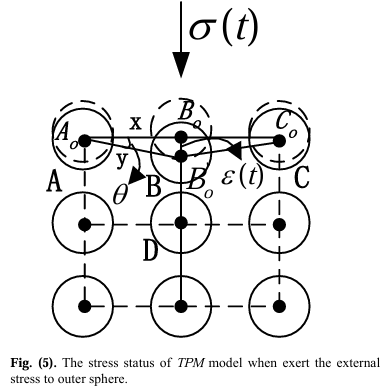 σ(t)
A_o x B_o C_o
y
A θ B B_o ε(t) C
D
Fig. (5). The stress status of TPM model when exert the external
stress to outer sphere.